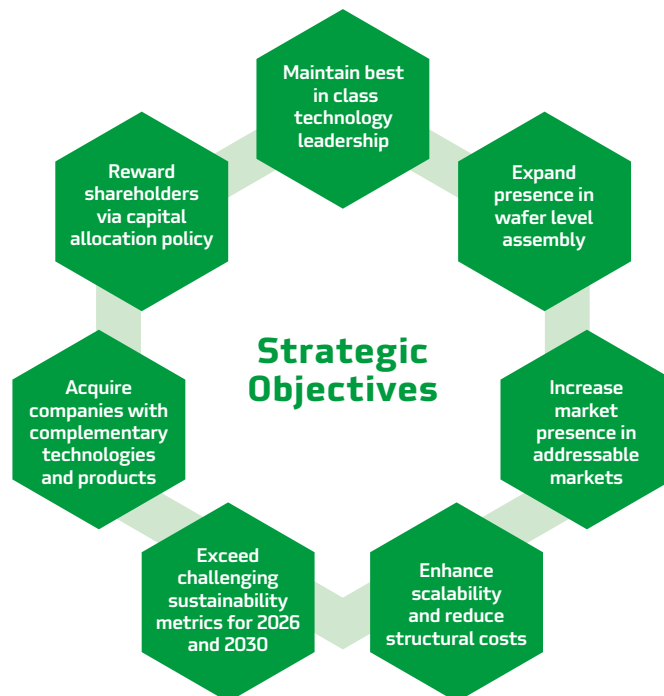 Maintain best
in class
technology
leadership
Expand
presence in
wafer level
assembly
Increase
market
presence in
addressable
markets
Enhance
scalability
and reduce
structural costs
Exceed
challenging
sustainability
metrics for 2026
and 2030
Acquire
companies with
complementary
technologies
and products
Reward
shareholders
via capital
allocation policy
Strategic
Objectives